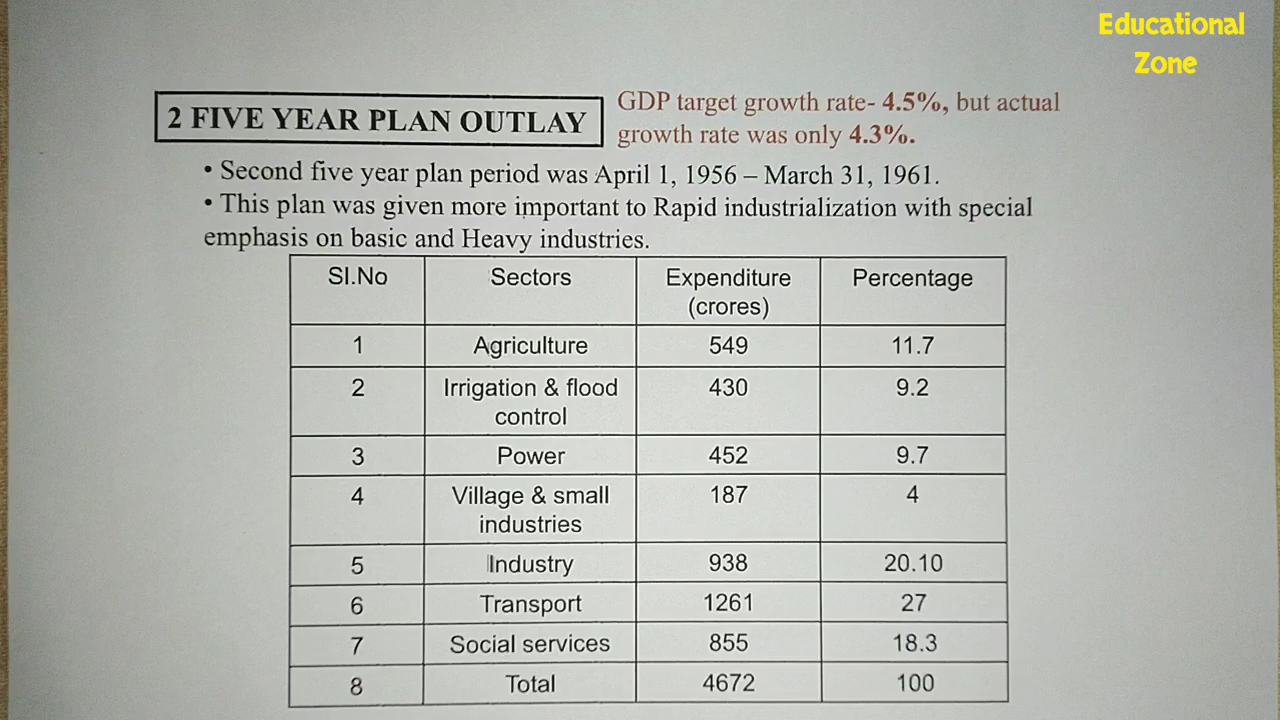 Educational
Zone
2 FIVE YEAR PLAN OUTLAY
GDP target growth rate- 4.5%, but actual
growth rate was only 4.3%.
• Second five year plan period was April 1, 1956 – March 31, 1961.
• This plan was given more important to Rapid industrialization with special
emphasis on basic and Heavy industries.
Sl.No Sectors Expenditure (crores) Percentage
1 Agriculture 549 11.7
2 Irrigation & flood control 430 9.2
3 Power 452 9.7
4 Village & small industries 187 4
5 Industry 938 20.10
6 Transport 1261 27
7 Social services 855 18.3
8 Total 4672 100